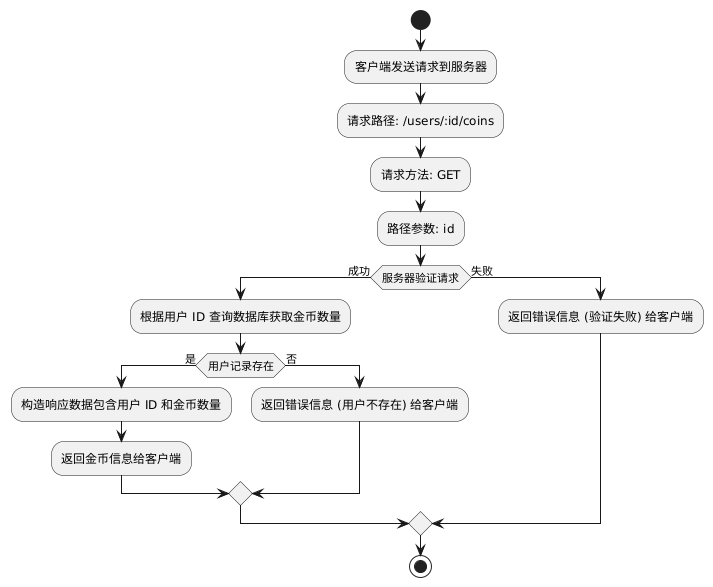 客户端发送请求到服务器
请求路径: /users/:id/coins
请求方法: GET
路径参数: id
成功
服务器验证请求
失败
根据用户 ID 查询数据库获取金币数量
返回错误信息 (验证失败) 给客户端
是
用户记录存在
否
构造响应数据包含用户 ID 和金币数量
返回错误信息 (用户不存在) 给客户端
返回金币信息给客户端